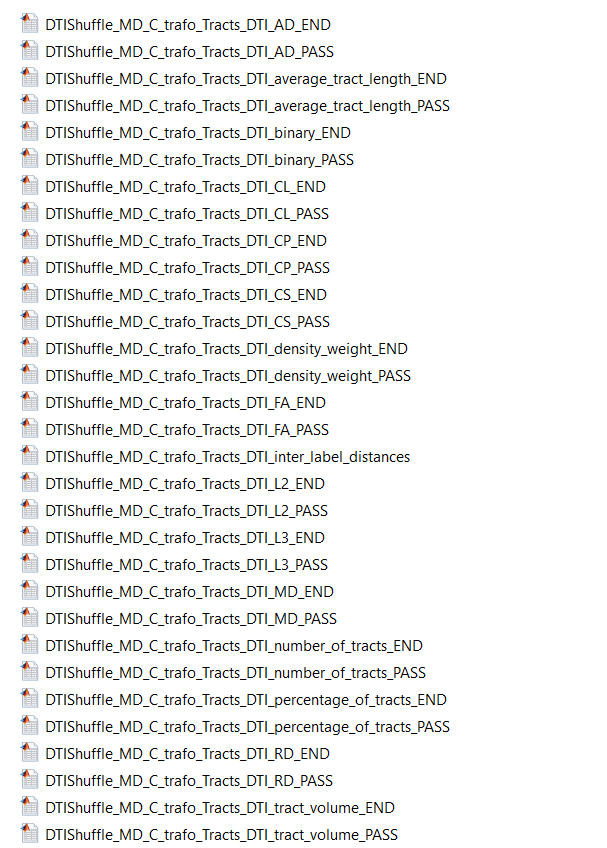 DTIShuffle_MD_C_trafo_Tracts_DTI_AD_END
DTIShuffle_MD_C_trafo_Tracts_DTI_AD_PASS
DTIShuffle_MD_C_trafo_Tracts_DTI_average_tract_length_END
DTIShuffle_MD_C_trafo_Tracts_DTI_average_tract_length_PASS
DTIShuffle_MD_C_trafo_Tracts_DTI_binary_END
DTIShuffle_MD_C_trafo_Tracts_DTI_binary_PASS
DTIShuffle_MD_C_trafo_Tracts_DTI_CL_END
DTIShuffle_MD_C_trafo_Tracts_DTI_CL_PASS
DTIShuffle_MD_C_trafo_Tracts_DTI_CP_END
DTIShuffle_MD_C_trafo_Tracts_DTI_CP_PASS
DTIShuffle_MD_C_trafo_Tracts_DTI_CS_END
DTIShuffle_MD_C_trafo_Tracts_DTI_CS_PASS
DTIShuffle_MD_C_trafo_Tracts_DTI_density_weight_END
DTIShuffle_MD_C_trafo_Tracts_DTI_density_weight_PASS
DTIShuffle_MD_C_trafo_Tracts_DTI_FA_END
DTIShuffle_MD_C_trafo_Tracts_DTI_FA_PASS
DTIShuffle_MD_C_trafo_Tracts_DTI_inter_label_distances
DTIShuffle_MD_C_trafo_Tracts_DTI_L2_END
DTIShuffle_MD_C_trafo_Tracts_DTI_L2_PASS
DTIShuffle_MD_C_trafo_Tracts_DTI_L3_END
DTIShuffle_MD_C_trafo_Tracts_DTI_L3_PASS
DTIShuffle_MD_C_trafo_Tracts_DTI_MD_END
DTIShuffle_MD_C_trafo_Tracts_DTI_MD_PASS
DTIShuffle_MD_C_trafo_Tracts_DTI_number_of_tracts_END
DTIShuffle_MD_C_trafo_Tracts_DTI_number_of_tracts_PASS
DTIShuffle_MD_C_trafo_Tracts_DTI_percentage_of_tracts_END
DTIShuffle_MD_C_trafo_Tracts_DTI_percentage_of_tracts_PASS
DTIShuffle_MD_C_trafo_Tracts_DTI_RD_END
DTIShuffle_MD_C_trafo_Tracts_DTI_RD_PASS
DTIShuffle_MD_C_trafo_Tracts_DTI_tract_volume_END
DTIShuffle_MD_C_trafo_Tracts_DTI_tract_volume_PASS